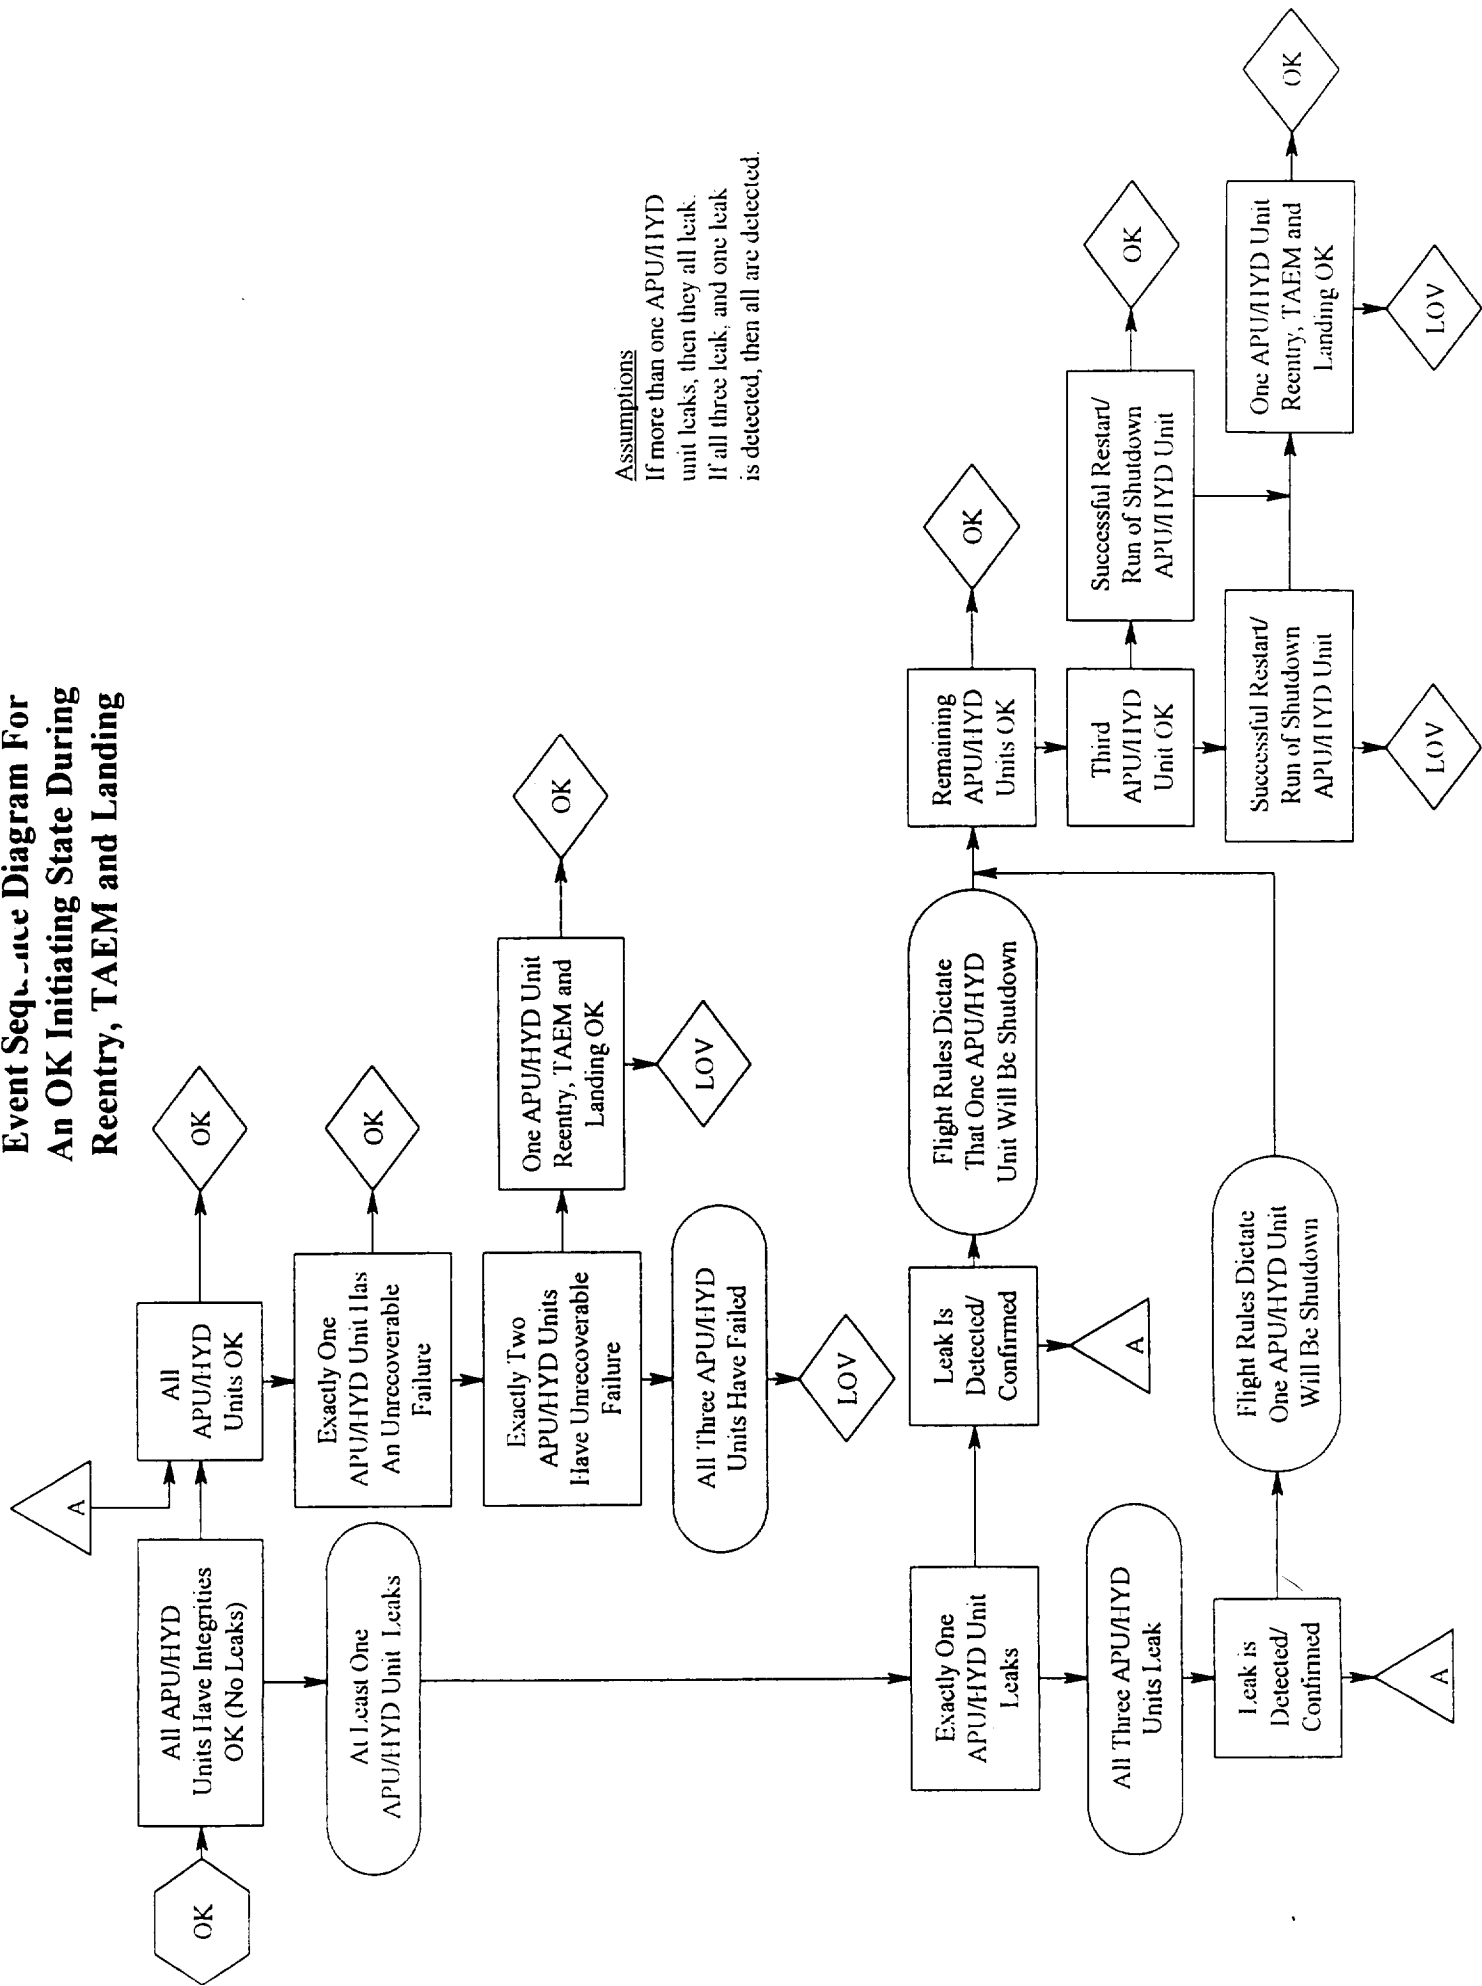 Event Sequence Diagram For
An OK Initiating State During
Reentry, TAEM and Landing
OK
All APU/HYD
Units Have Integrities
OK (No Leaks)
A
All
APU/HYD
Units OK
OK
At Least One
APU/HYD Unit Leaks
Exactly One
APU/HYD Unit Has
An Unrecoverable
Failure
OK
Exactly Two
APU/HYD Units
Have Unrecoverable
Failure
One APU/HYD Unit
Reentry, TAEM and
Landing OK
OK
LOV
All Three APU/HYD
Units Have Failed
LOV
Assumptions
If more than one APU/HYD
unit leaks, then they all leak.
If all three leak, and one leak
is detected, then all are detected.
Exactly One
APU/HYD Unit
Leaks
Leak Is
Detected/
Confirmed
A
Flight Rules Dictate
That One APU/HYD
Unit Will Be Shutdown
Remaining
APU/HYD
Units OK
OK
All Three APU/HYD
Units Leak
Third
APU/HYD
Unit OK
Successful Restart/
Run of Shutdown
APU/HYD Unit
OK
Leak is
Detected/
Confirmed
A
Flight Rules Dictate
One APU/HYD Unit
Will Be Shutdown
Successful Restart/
Run of Shutdown
APU/HYD Unit
LOV
One APU/HYD Unit
Reentry, TAEM and
Landing OK
OK
LOV